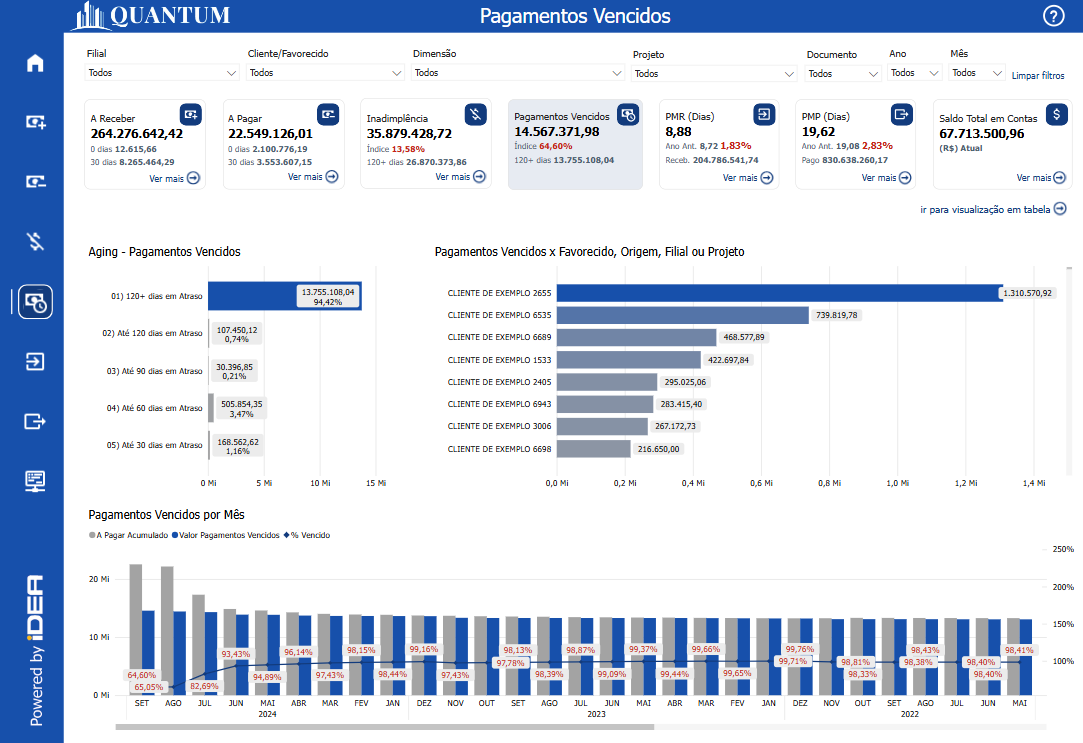 QUANTUM
Pagamentos Vencidos
?
Filial
Todos
Cliente/Favorecido
Todos
Dimensão
Todos
Projeto
Todos
Documento
Todos
Ano
Todos
Mês
Todos
Limpar filtros
A Receber
264.276.642,42
0 dias 12.615,66
30 dias 8.265.464,29
Ver mais
A Pagar
22.549.126,01
0 dias 2.100.776,19
30 dias 3.553.607,15
Ver mais
Inadimplência
35.879.428,72
Índice 13,58%
120+ dias 26.870.373,86
Ver mais
Pagamentos Vencidos
14.567.371,98
Índice 64,60%
120+ dias 13.755.108,04
PMR (Dias)
8,88
Ano Ant. 8,72 1,83%
Receb. 204.786.541,74
Ver mais
PMP (Dias)
19,62
Ano Ant. 19,08 2,83%
Pago 830.638.260,17
Ver mais
Saldo Total em Contas
67.713.500,96
(R$) Atual
Ver mais
ir para visualização em tabela
Aging - Pagamentos Vencidos
01) 120+ dias em Atraso
13.755.108,04
94,42%
02) Até 120 dias em Atraso
107.450,12
0,74%
03) Até 90 dias em Atraso
30.396,85
0,21%
04) Até 60 dias em Atraso
505.854,35
3,47%
05) Até 30 dias em Atraso
168.562,62
1,16%
0 Mi 5 Mi 10 Mi 15 Mi
Pagamentos Vencidos x Favorecido, Origem, Filial ou Projeto
CLIENTE DE EXEMPLO 2655 1.310.570,92
CLIENTE DE EXEMPLO 6535 739.819,78
CLIENTE DE EXEMPLO 6689 468.577,89
CLIENTE DE EXEMPLO 1533 422.697,84
CLIENTE DE EXEMPLO 2405 295.025,06
CLIENTE DE EXEMPLO 6943 283.415,40
CLIENTE DE EXEMPLO 3006 267.172,73
CLIENTE DE EXEMPLO 6698 216.650,00
0,0 Mi 0,2 Mi 0,4 Mi 0,6 Mi 0,8 Mi 1,0 Mi 1,2 Mi 1,4 Mi
Pagamentos Vencidos por Mês
A Pagar Acumulado Valor Pagamentos Vencidos % Vencido
20 Mi
10 Mi
0 Mi
250%
200%
150%
100%
64,60% 65,05% 82,69% 93,43% 94,89% 96,14% 97,43% 98,15% 98,44% 99,16% 97,43% 97,78% 98,13% 98,39% 98,87% 99,09% 99,37% 99,44% 99,66% 99,65% 99,71% 99,76% 98,81% 98,33% 98,38% 98,43% 98,40% 98,40% 98,41%
SET AGO JUL JUN MAI ABR MAR FEV JAN DEZ NOV OUT SET AGO JUL JUN MAI ABR MAR FEV JAN DEZ NOV OUT SET AGO JUL JUN MAI
2024 2023 2022
Powered by iDEA